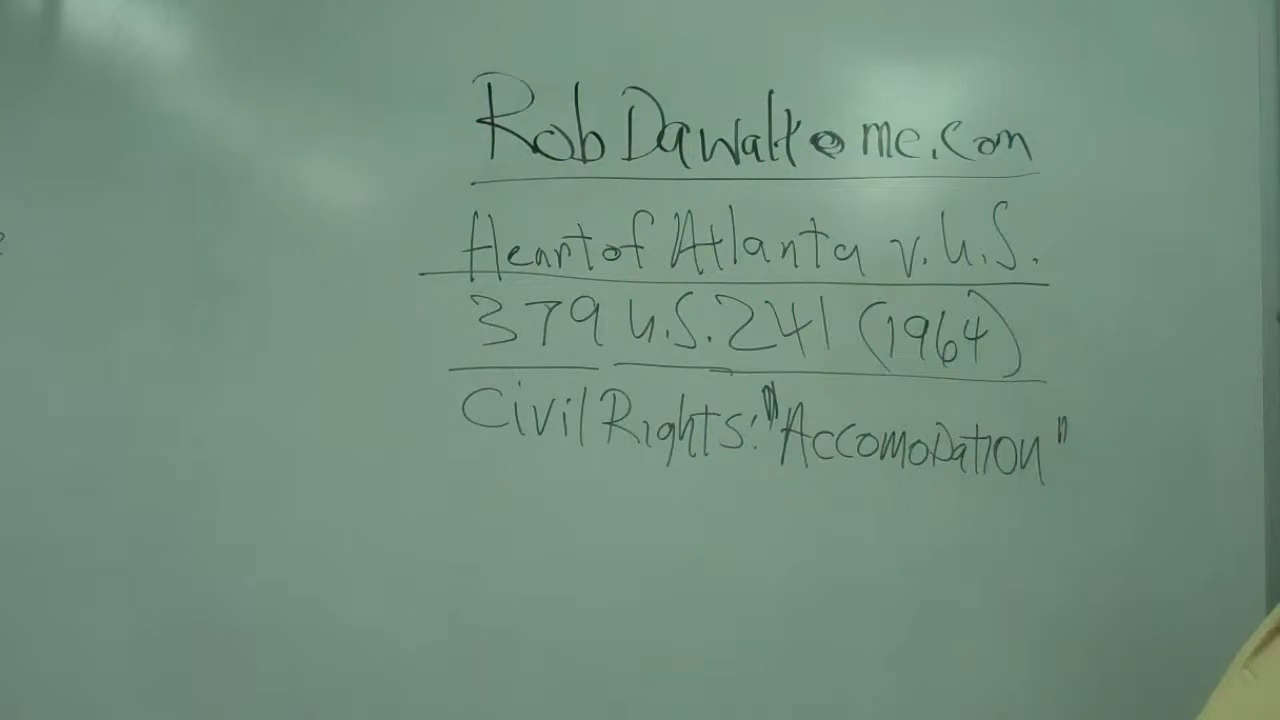 RobDawalt@me.com
Heart of Atlanta v. U.S.
379 U.S. 241 (1964)
Civil Rights: "Accomodation"